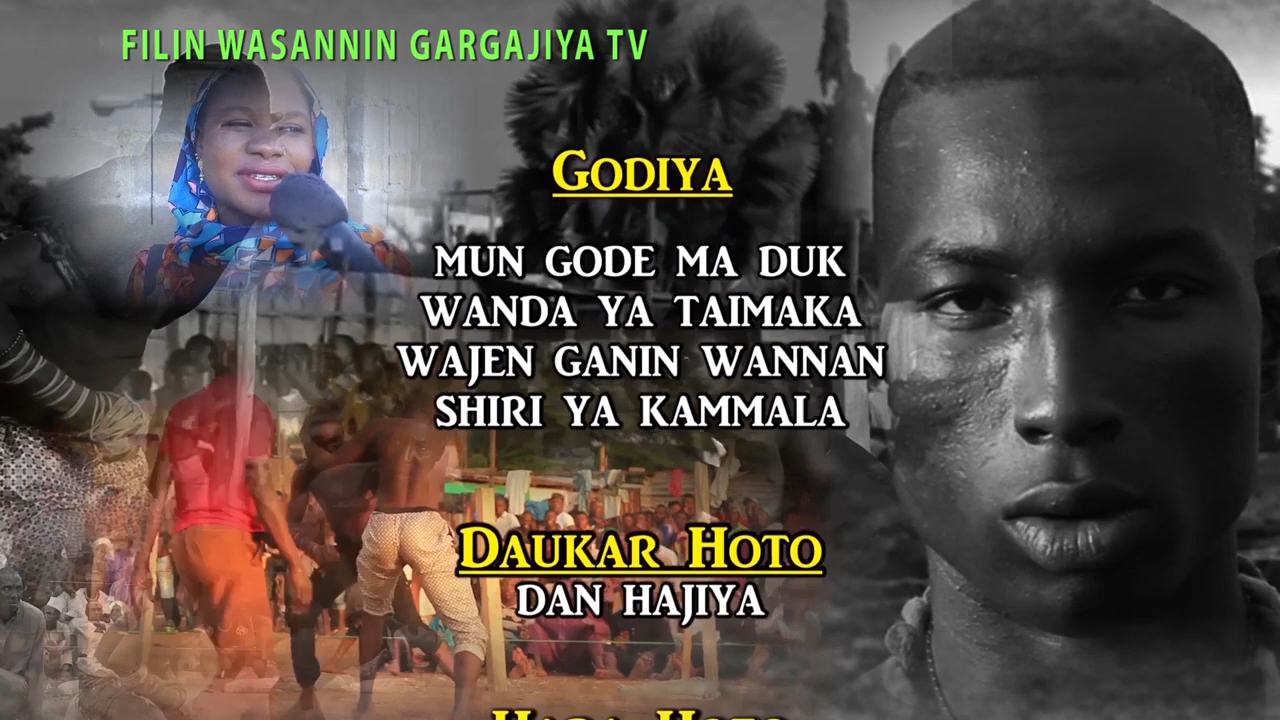 FILIN WASANNIN GARGAJIYA TV
GODIYA
MUN GODE MA DUK
WANDA YA TAIMAKA
WAJEN GANIN WANNAN
SHIRI YA KAMMALA
DAUKAR HOTO
DAN HAJIYA